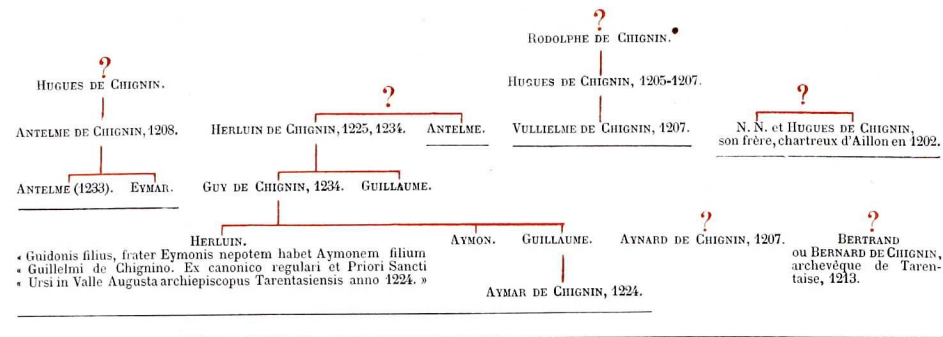 ?
RODOLPHE DE CHIGNIN.
?
HUGUES DE CHIGNIN.
HUGUES DE CHIGNIN, 1205-1207.
?
?
ANTELME DE CHIGNIN, 1208.
HERLUIN DE CHIGNIN, 1225, 1234.
ANTELME.
VULLIELME DE CHIGNIN, 1207.
N. N. et HUGUES DE CHIGNIN,
son frère, chartreux d'Aillon en 1202.
ANTELME (1233).
EYMAR.
GUY DE CHIGNIN, 1234.
GUILLAUME.
?
?
HERLUIN.
« Guidonis filius, frater Eymonis nepotem habet Aymonem filium
« Guillelmi de Chignino. Ex canonico regulari et Priori Sancti
« Ursi in Valle Augusta archiepiscopus Tarentasiensis anno 1224. »
AYMON.
GUILLAUME.
AYNARD DE CHIGNIN, 1207.
BERTRAND
OU BERNARD DE CHIGNIN,
archevêque de Taren-
taise, 1213.
AYMAR DE CHIGNIN, 1224.